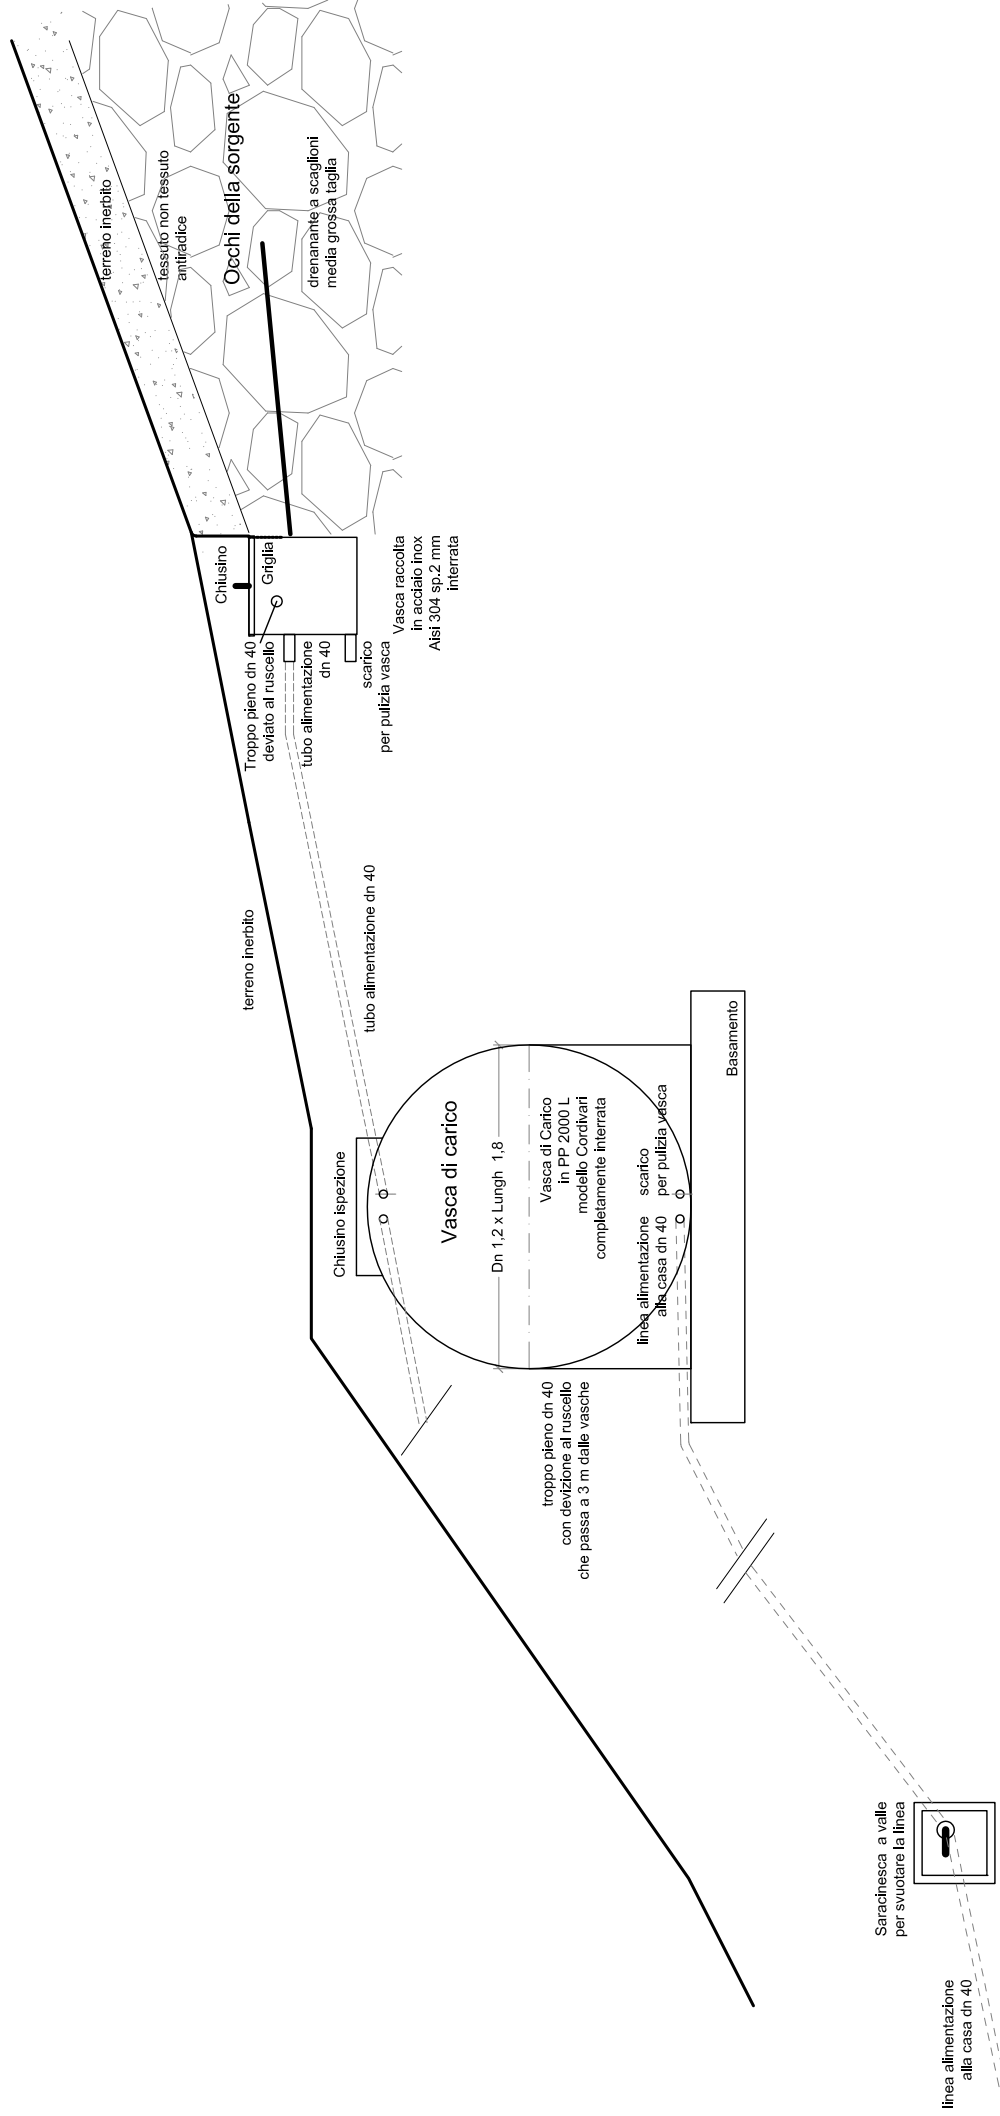 terreno inerbito
tessuto non tessuto
antiradice
Occhi della sorgente
drenanante a scaglioni
media grossa taglia
Chiusino
Griglia
Vasca raccolta
in acciaio inox
Aisi 304 sp.2 mm
interrata
Troppo pieno dn 40
deviato al ruscello
tubo alimentazione
dn 40
scarico
per pulizia vasca
terreno inerbito
tubo alimentazione dn 40
Chiusino ispezione
Vasca di carico
Dn 1,2 x Lungh 1,8
Vasca di Carico
in PP 2000 L
modello Cordivari
completamente interrata
scarico
per pulizia vasca
linea alimentazione
alla casa dn 40
Basamento
troppo pieno dn 40
con devizione al ruscello
che passa a 3 m dalle vasche
Saracinesca a valle
per svuotare la linea
linea alimentazione
alla casa dn 40